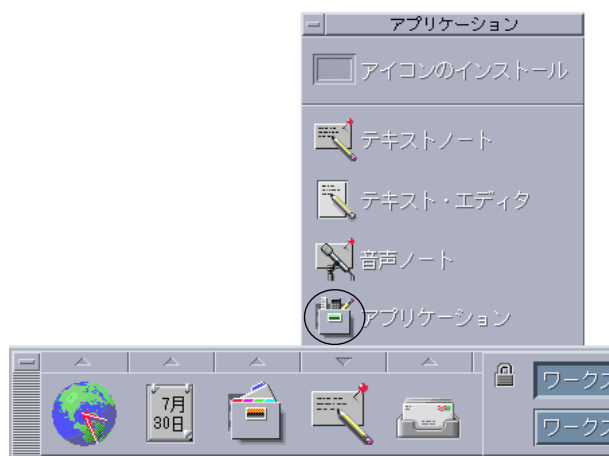 アプリケーション
アイコンのインストール
テキストノート
テキスト・エディタ
音声ノート
アプリケーション
7月
30日
ワークス
ワークス